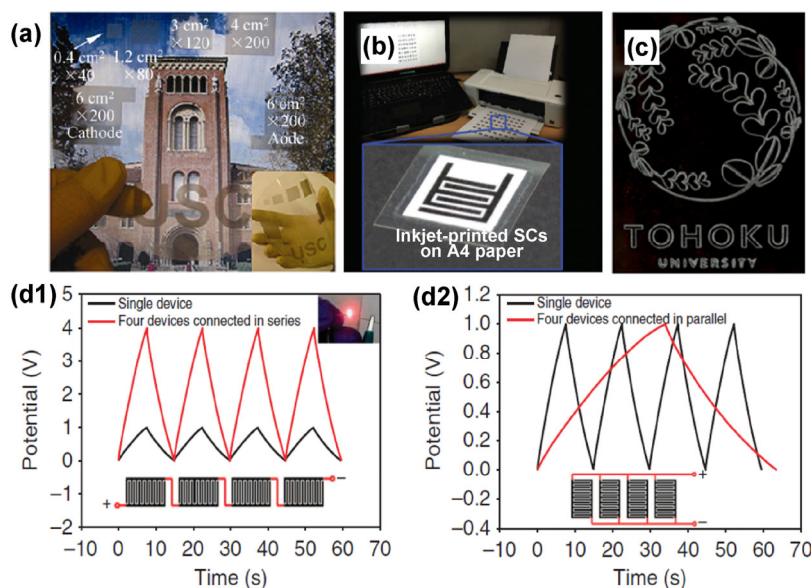 (a)
3 cm²
×120
4 cm²
×200
0.4 cm²
×40
1.2 cm²
×80
6 cm²
×200
Cathode
6 cm²
×200
Aode
USC
USC
(b)
Inkjet-printed SCs
on A4 paper
(c)
TOHOKU
UNIVERSITY
(d1)
Single device
Four devices connected in series
Potential (V)
5
4
3
2
1
0
−1
−2
+
−
−10 0 10 20 30 40 50 60 70
Time (s)
(d2)
Single device
Four devices connected in parallel
Potential (V)
1.2
1.0
0.8
0.6
0.4
0.2
0.0
−0.2
−0.4
+
−
−10 0 10 20 30 40 50 60 70
Time (s)